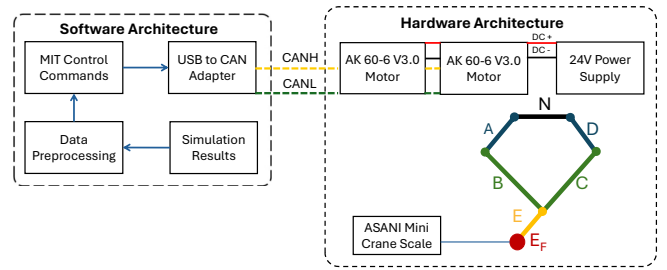 Software Architecture
MIT Control
Commands
USB to CAN
Adapter
Data
Preprocessing
Simulation
Results
CANH
CANL
Hardware Architecture
AK 60-6 V3.0
Motor
AK 60-6 V3.0
Motor
DC +
DC -
24V Power
Supply
N
A
D
B
C
E
E_F
ASANI Mini
Crane Scale